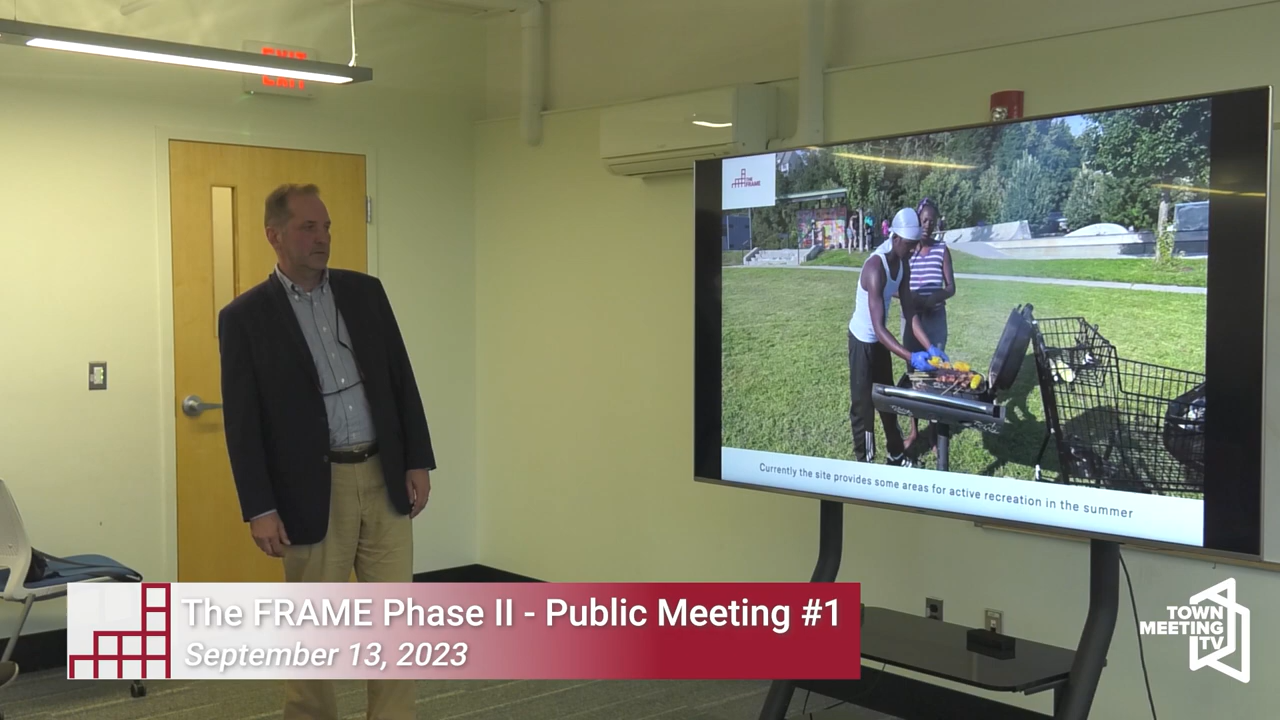 EXIT
THE
FRAME
Currently the site provides some areas for active recreation in the summer
The FRAME Phase II - Public Meeting #1
September 13, 2023
TOWN
MEETING
TV